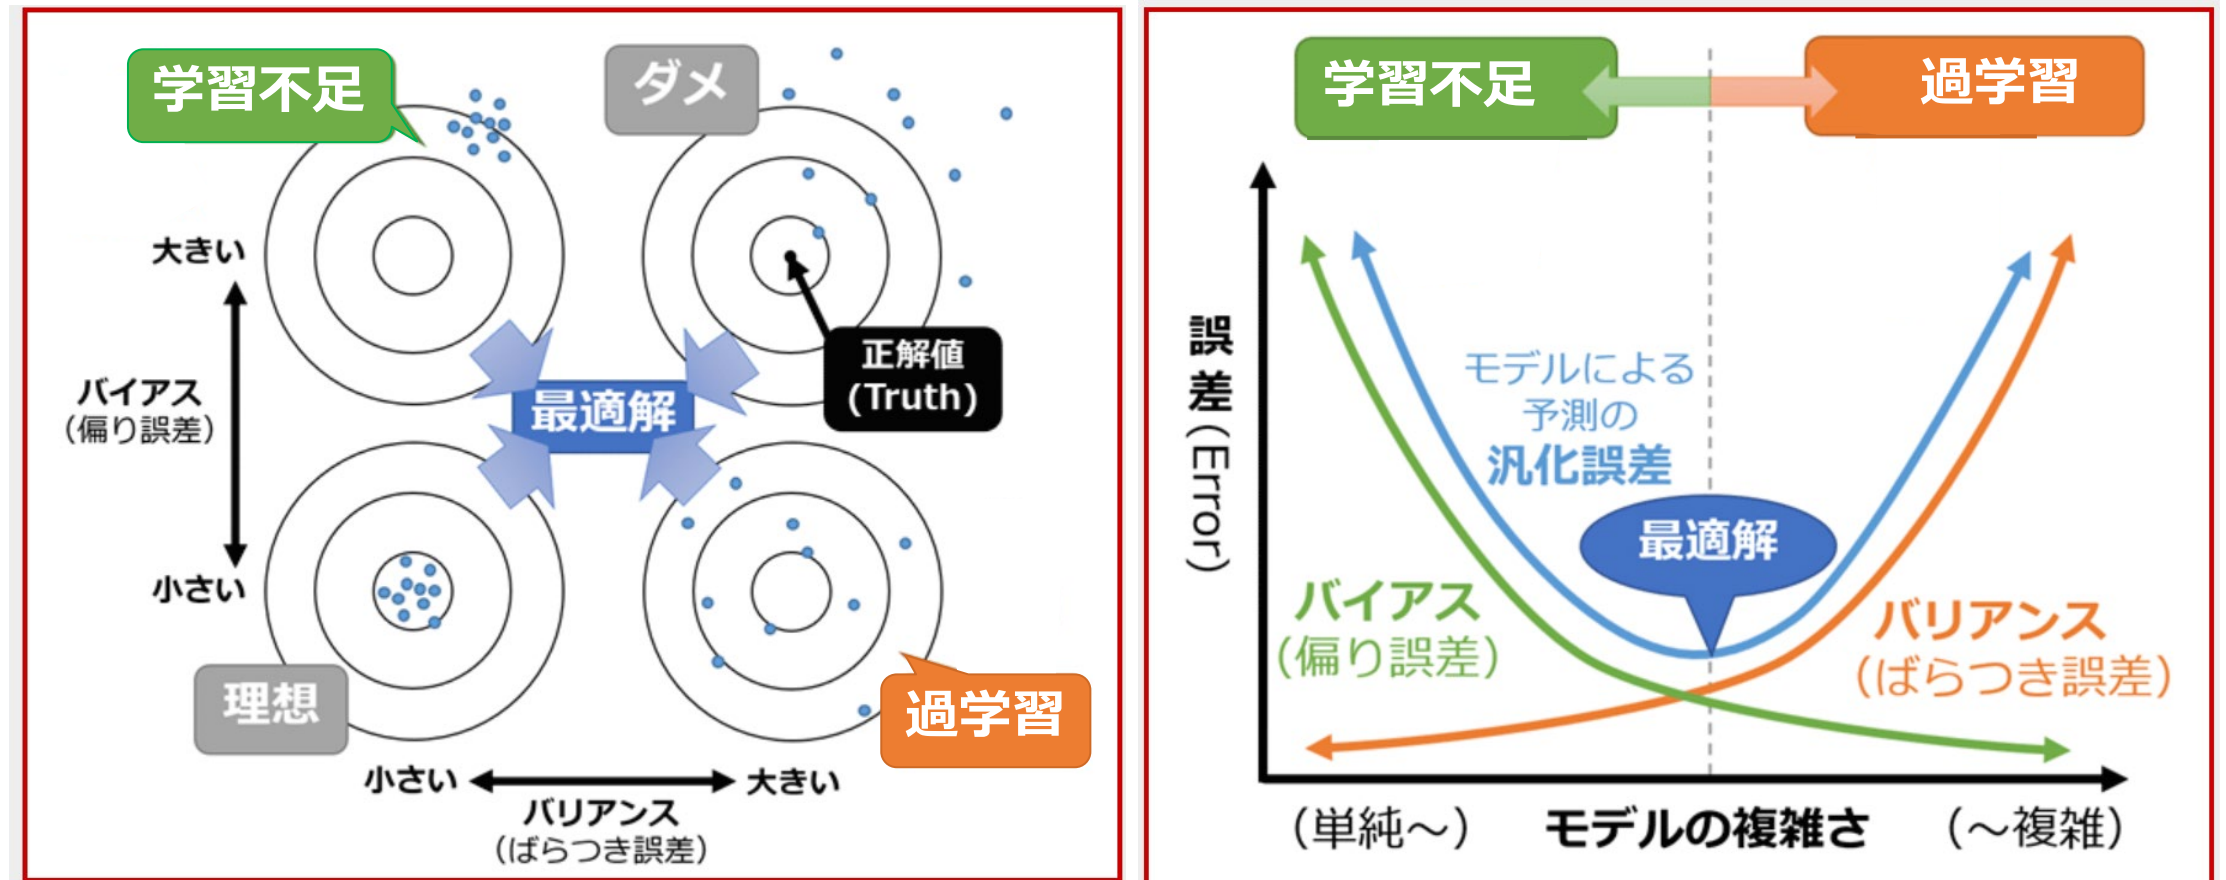 学習不足
ダメ
大きい
バイアス
（偏り誤差）
小さい
最適解
正解値
(Truth)
理想
過学習
小さい
大きい
バリアンス
（ばらつき誤差）
学習不足
過学習
誤差（Error）
モデルによる
予測の
汎化誤差
最適解
バイアス
（偏り誤差）
バリアンス
（ばらつき誤差）
（単純～）
モデルの複雑さ
（～複雑）